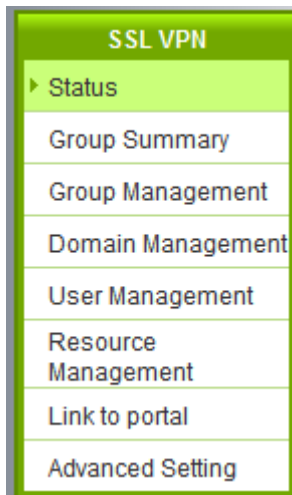 SSL VPN
Status
Group Summary
Group Management
Domain Management
User Management
Resource
Management
Link to portal
Advanced Setting